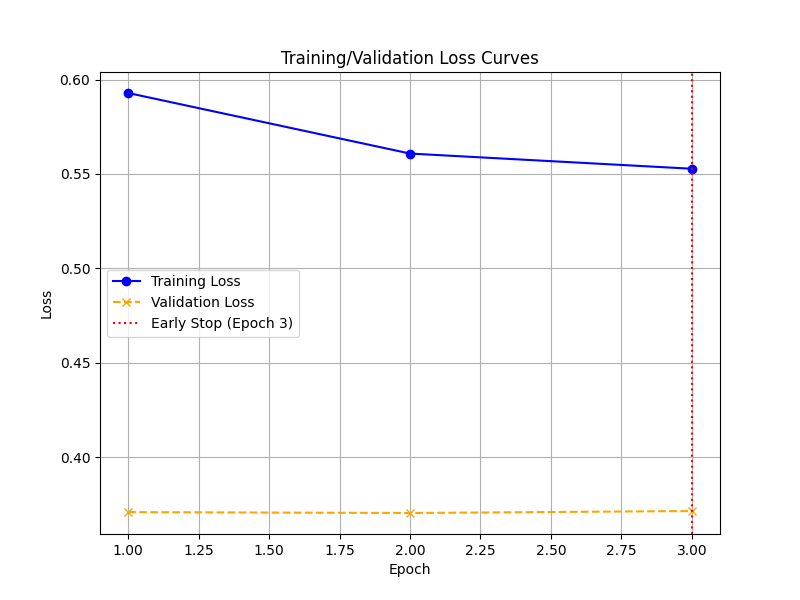 Training/Validation Loss Curves
0.60
0.55
0.50
0.45
0.40
Loss
Training Loss
Validation Loss
Early Stop (Epoch 3)
1.00 1.25 1.50 1.75 2.00 2.25 2.50 2.75 3.00
Epoch